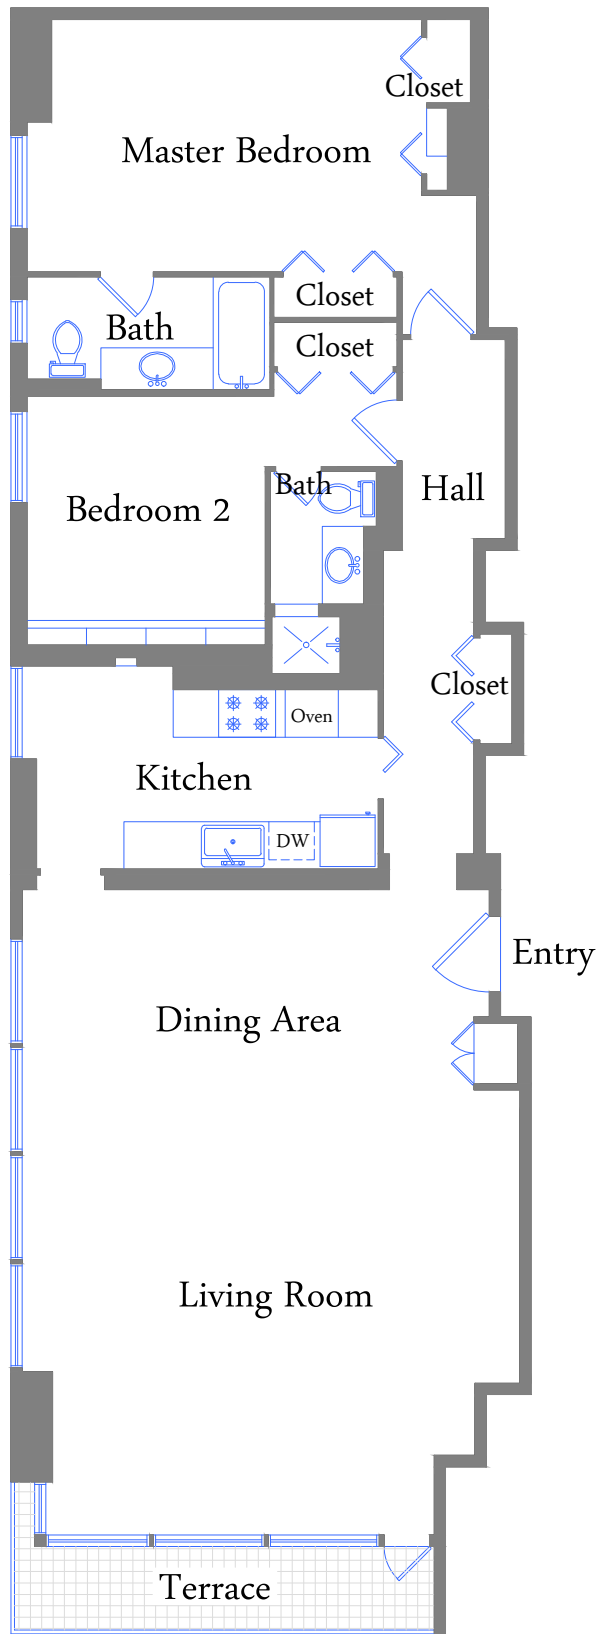 Closet
Master Bedroom
Closet
Bath
Closet
Bath
Hall
Bedroom 2
Closet
Oven
Kitchen
DW
Entry
Dining Area
Living Room
Terrace